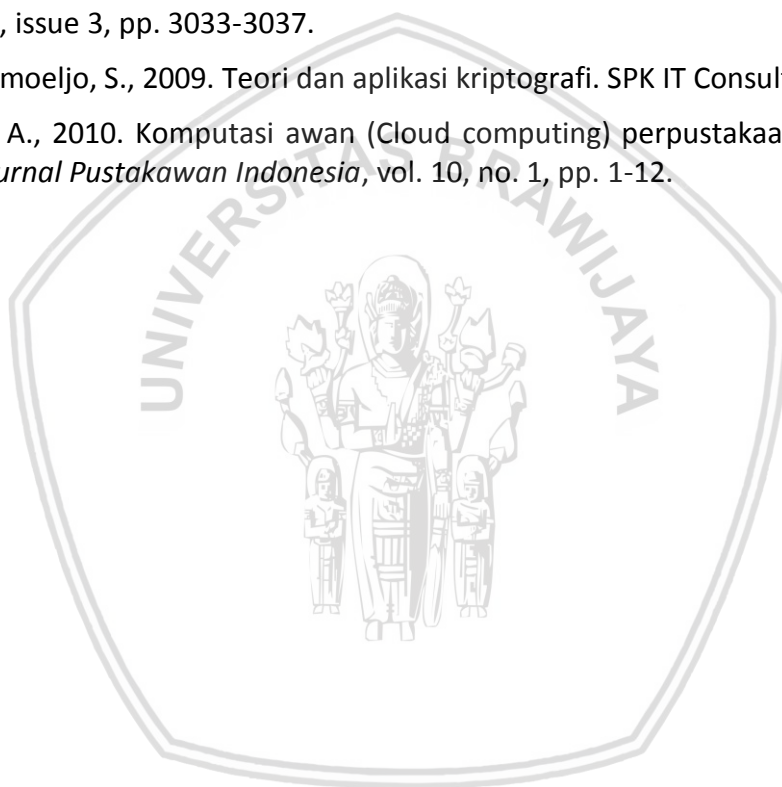 , issue 3, pp. 3033-3037.
moeljo, S., 2009. Teori dan aplikasi kriptografi. SPK IT Consult
A., 2010. Komputasi awan (Cloud computing) perpustakaa
urnal Pustakawan Indonesia, vol. 10, no. 1, pp. 1-12.
UNIVERSITAS BRAWIJAYA